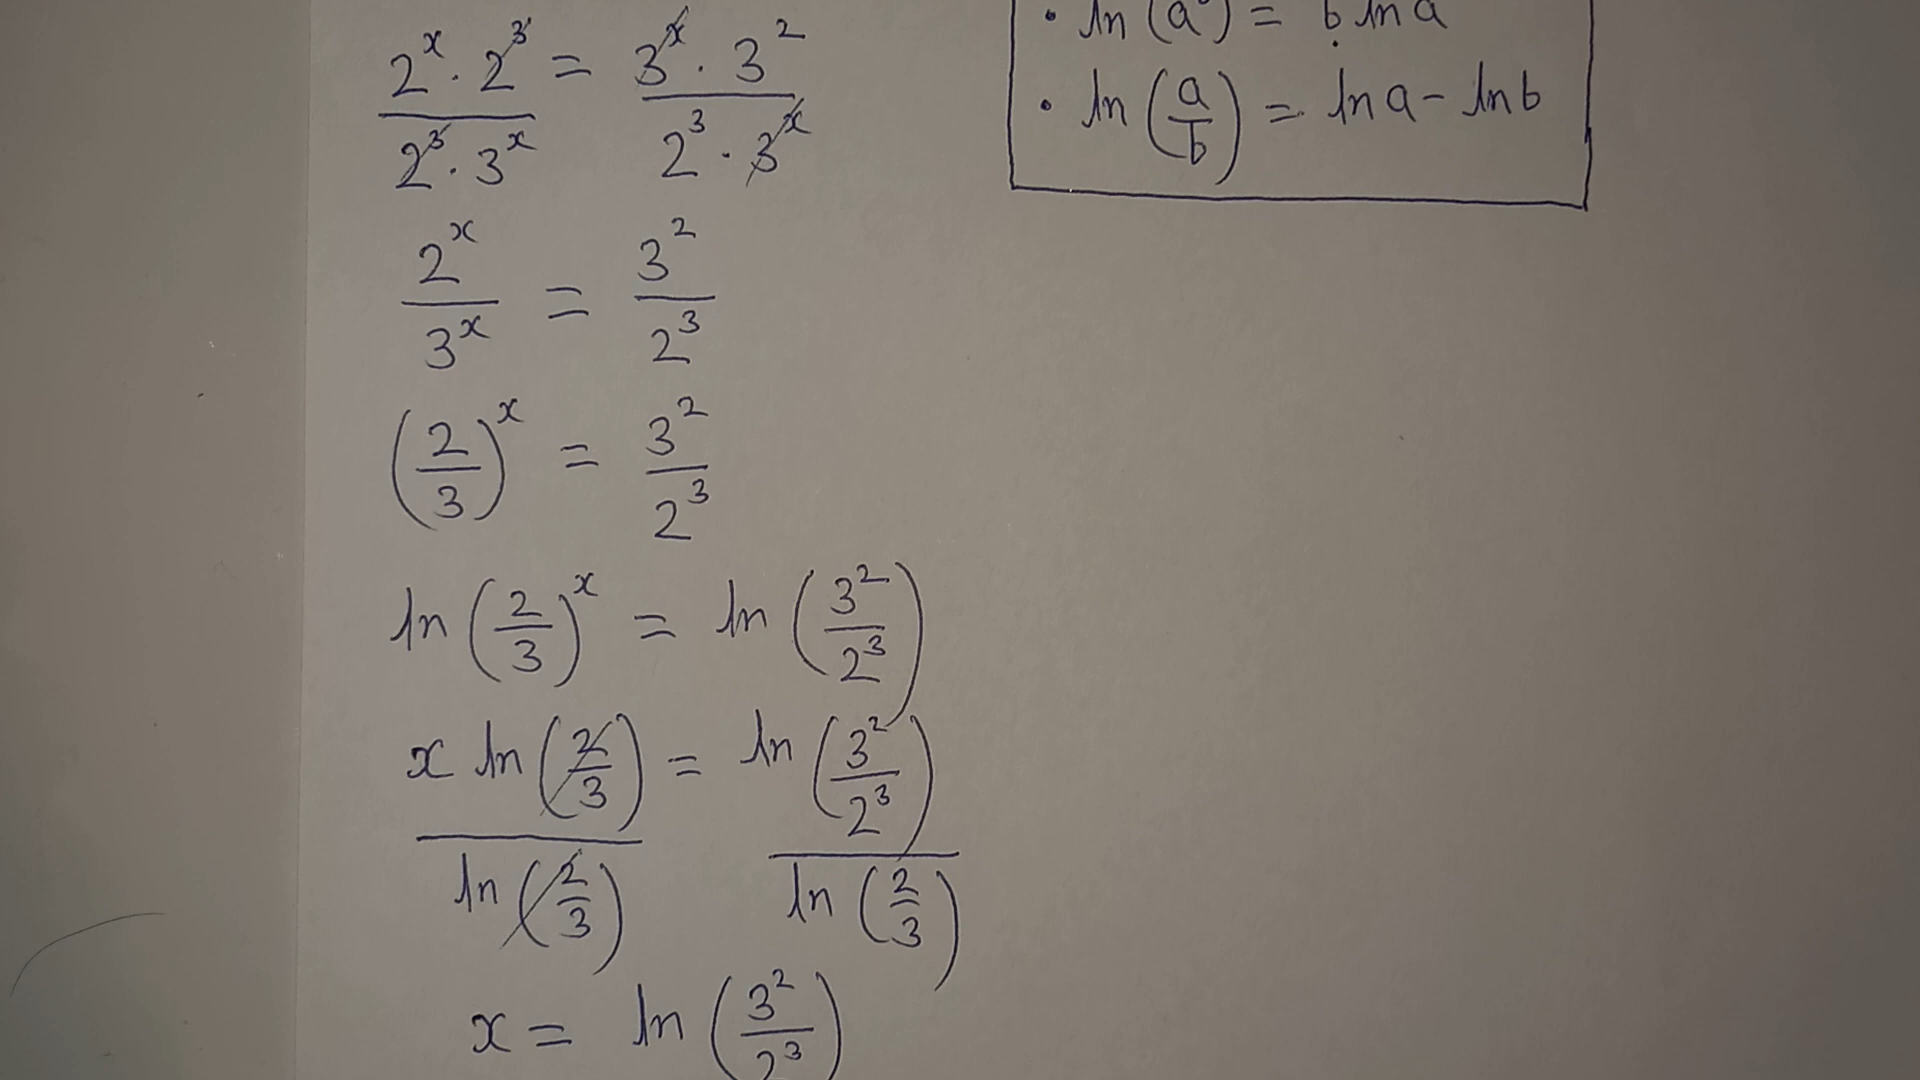 2^x · 2^3 / 2^3 · 3^x = 3^x · 3^2 / 2^3 · 3^x
2^x / 3^x = 3^2 / 2^3
(2/3)^x = 3^2 / 2^3
ln (2/3)^x = ln (3^2 / 2^3)
x ln (2/3) / ln (2/3) = ln (3^2 / 2^3) / ln (2/3)
x = ln (3^2 / 2^3)
• ln (a^b) = b ln a
• ln (a/b) = ln a - ln b